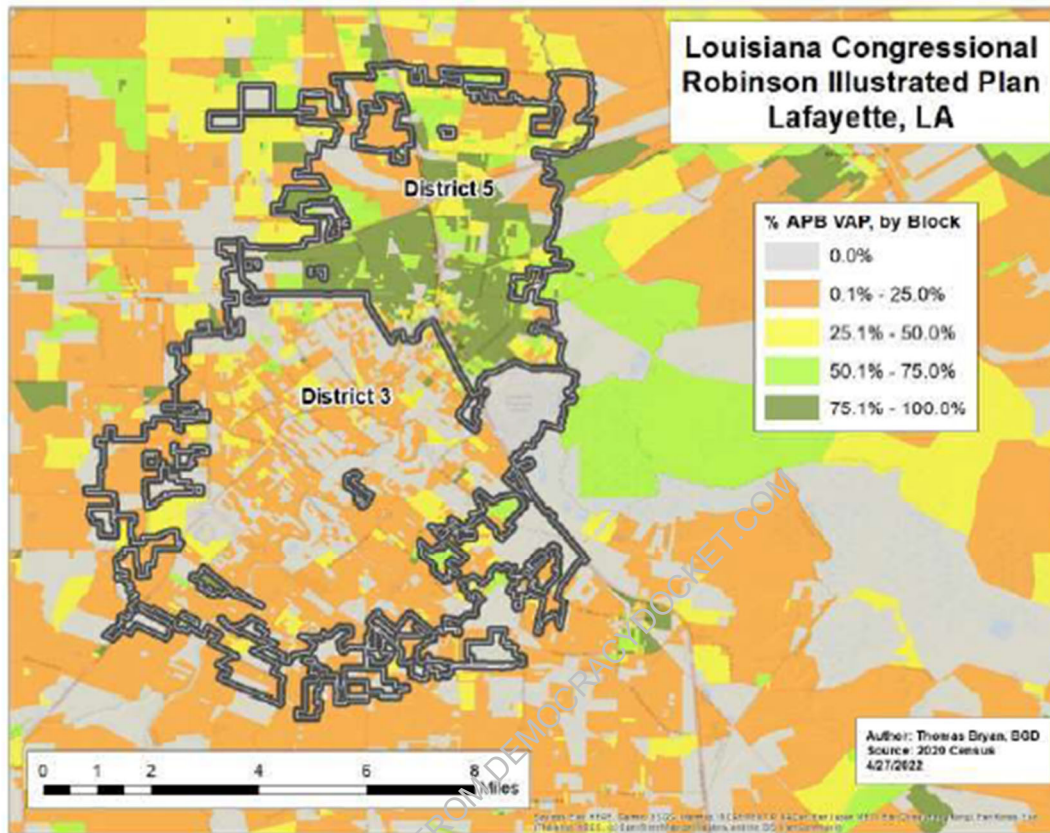 Louisiana Congressional
Robinson Illustrated Plan
Lafayette, LA
District 5
% APB VAP, by Block
0.0%
0.1% - 25.0%
25.1% - 50.0%
50.1% - 75.0%
75.1% - 100.0%
District 3
FROM DEMOCRACYDOCKET.COM
Author: Thomas Bryan, BGD
Source: 2020 Census
4/27/2022
0 1 2 4 6 8
Miles